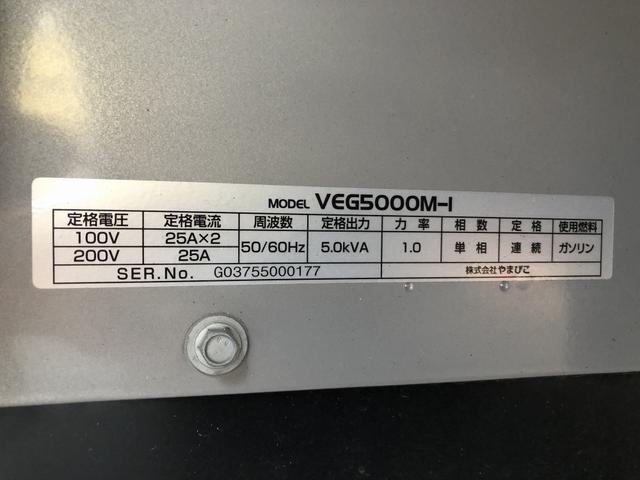 MODEL VEG5000M-I
定格電圧 定格電流 周波数 定格出力 力率 相数 定格 使用燃料
100V 25A×2 50/60Hz 5.0kVA 1.0 単相 連続 ガソリン
200V 25A
SER.No. G03755000177 株式会社やまびこ